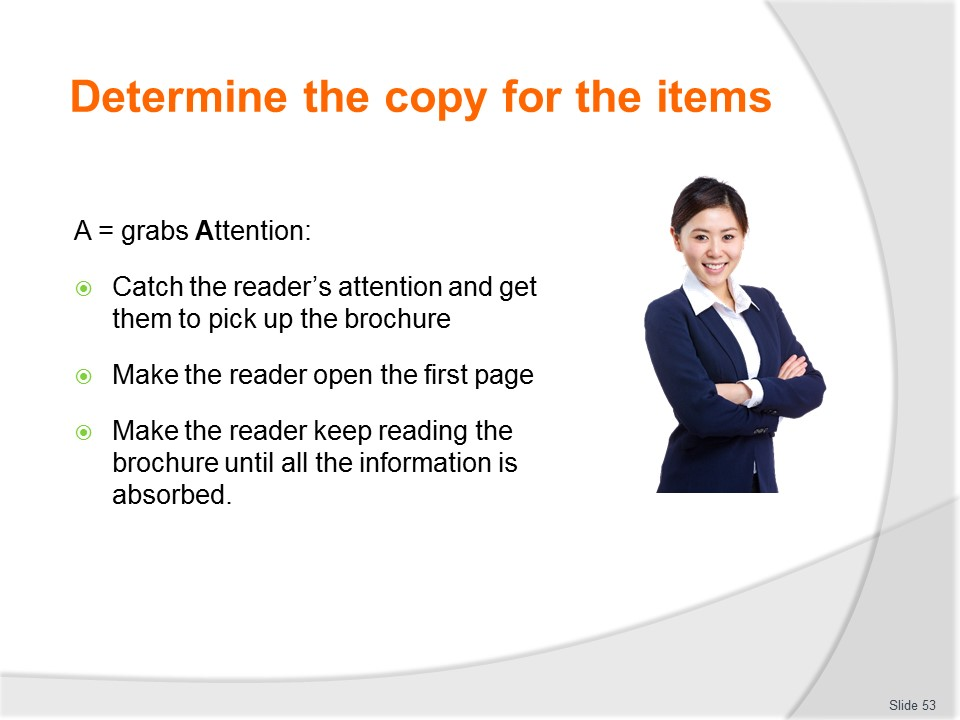 Determine the copy for the items
A = grabs Attention:
Catch the reader’s attention and get
them to pick up the brochure
Make the reader open the first page
Make the reader keep reading the
brochure until all the information is
absorbed.
Slide 53